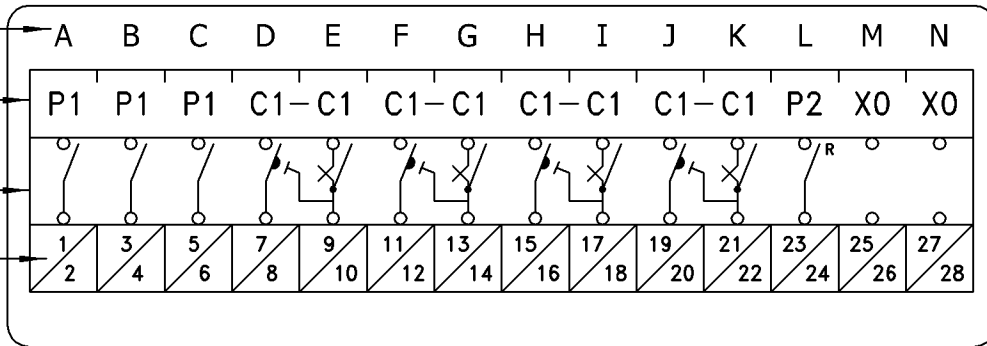 A B C D E F G H I J K L M N
P1 P1 P1 C1-C1 C1-C1 C1-C1 C1-C1 P2 X0 X0
R
1 3 5 7 9 11 13 15 17 19 21 23 25 27
2 4 6 8 10 12 14 16 18 20 22 24 26 28